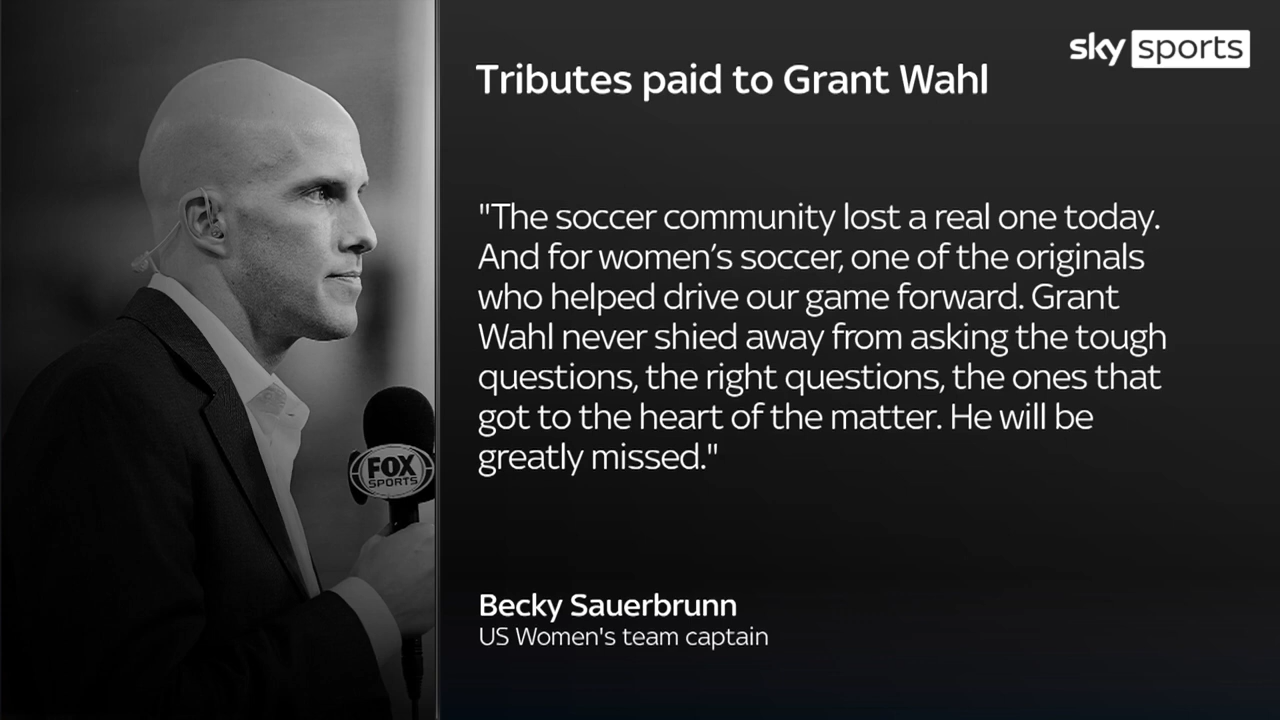 sky sports
Tributes paid to Grant Wahl
"The soccer community lost a real one today.
And for women’s soccer, one of the originals
who helped drive our game forward. Grant
Wahl never shied away from asking the tough
questions, the right questions, the ones that
got to the heart of the matter. He will be
greatly missed."
FOX
SPORTS
Becky Sauerbrunn
US Women's team captain